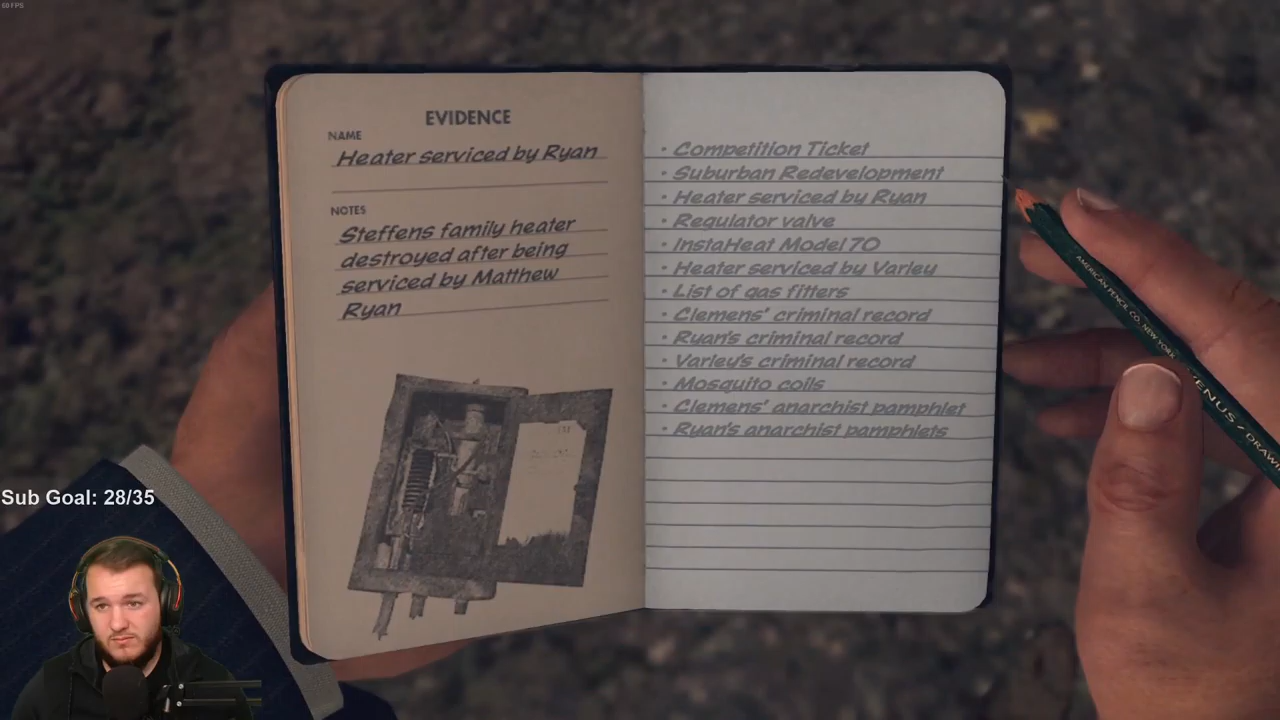 60 FPS
EVIDENCE
NAME
Heater serviced by Ryan
NOTES
Steffens family heater
destroyed after being
serviced by Matthew
Ryan
• Competition Ticket
• Suburban Redevelopment
• Heater serviced by Ryan
• Regulator valve
• InstaHeat Model 70
• Heater serviced by Varley
• List of gas fitters
• Clemens' criminal record
• Ryan's criminal record
• Varley's criminal record
• Mosquito coils
• Clemens' anarchist pamphlet
• Ryan's anarchist pamphlets
AMERICAN PENCIL CO. NEW YORK
VENUS / DRAWIN
Sub Goal: 28/35